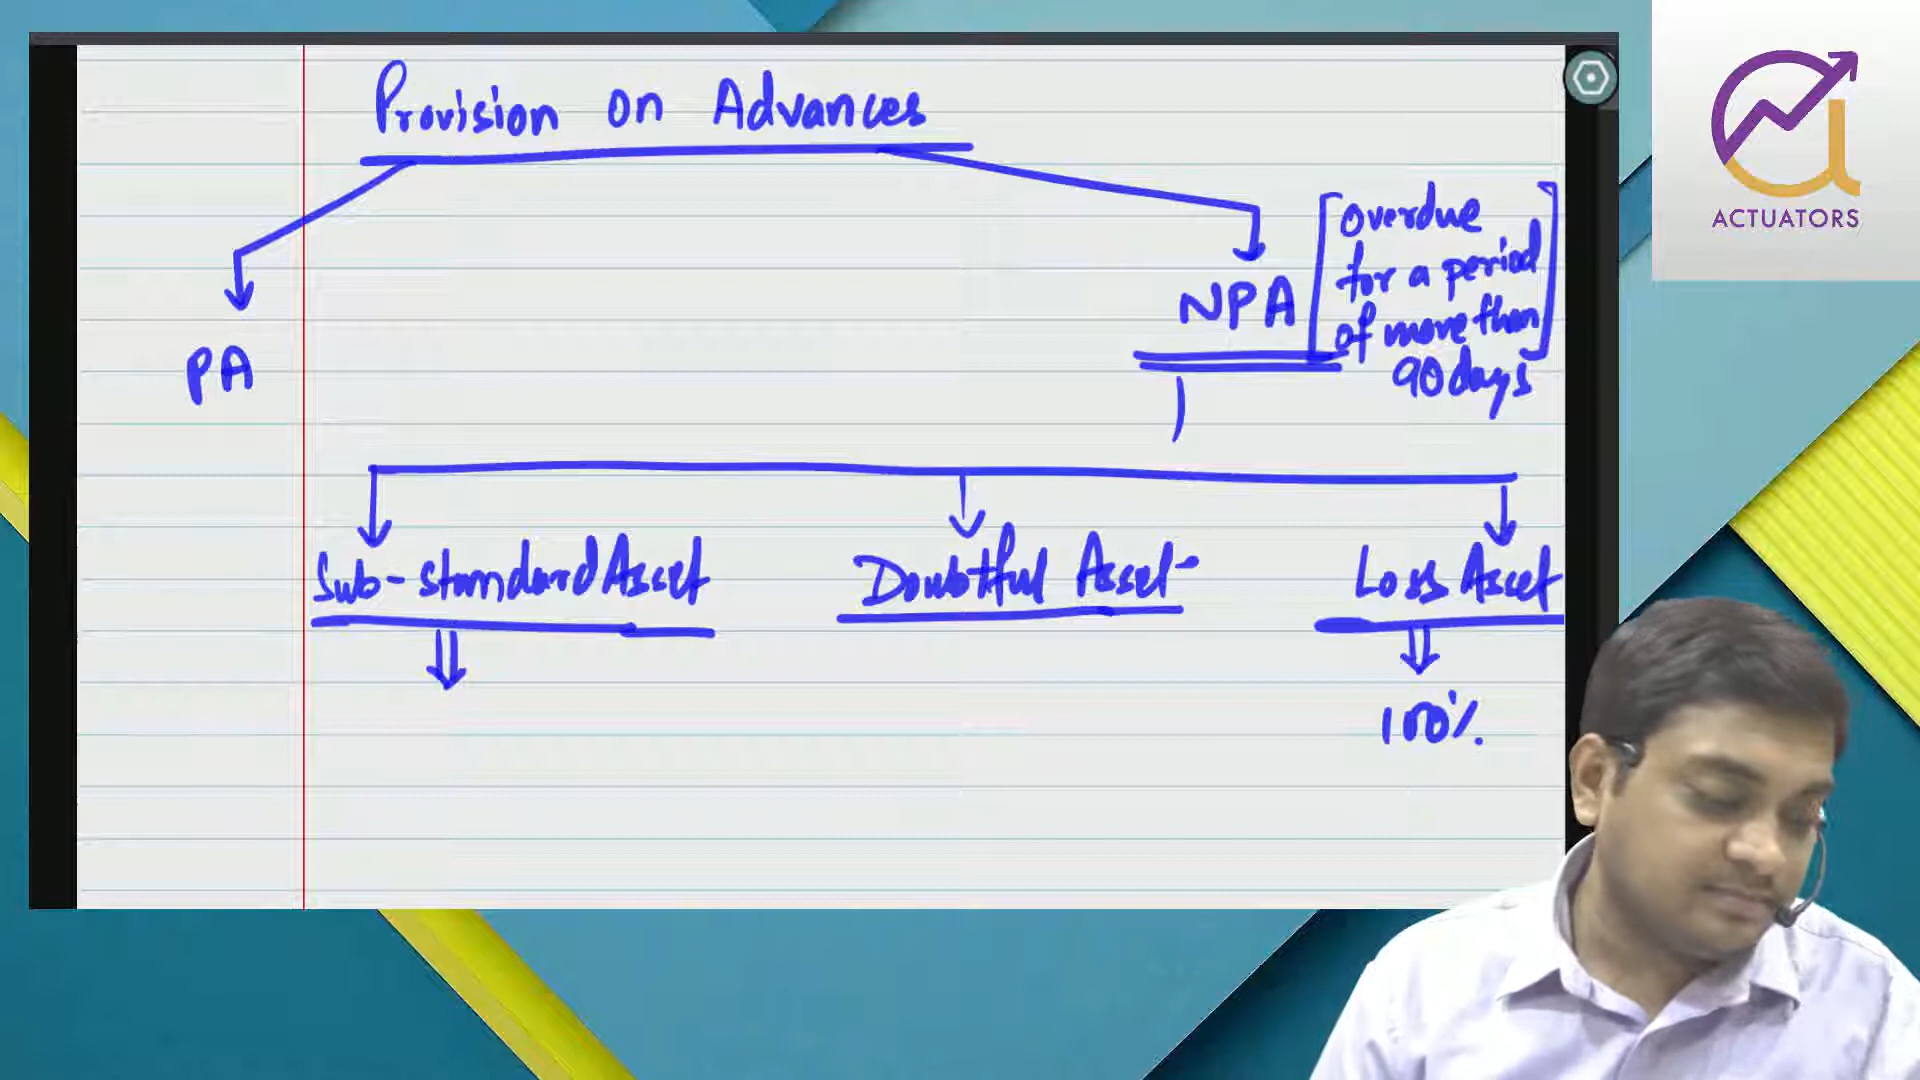 Provision on Advances
PA
NPA
overdue
for a period
of more than
90 days
Sub-standard Asset
Doubtful Asset
Loss Asset
100%
ACTUATORS